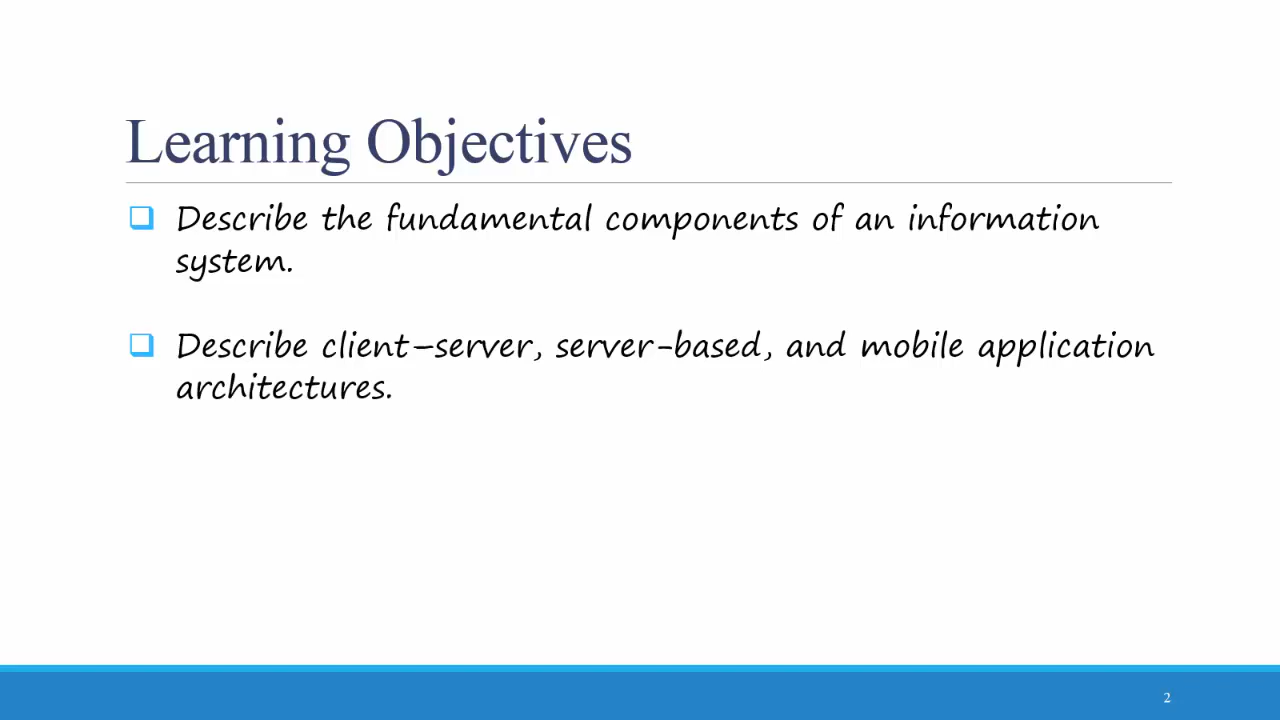 Learning Objectives
Describe the fundamental components of an information
system.
Describe client–server, server-based, and mobile application
architectures.
2